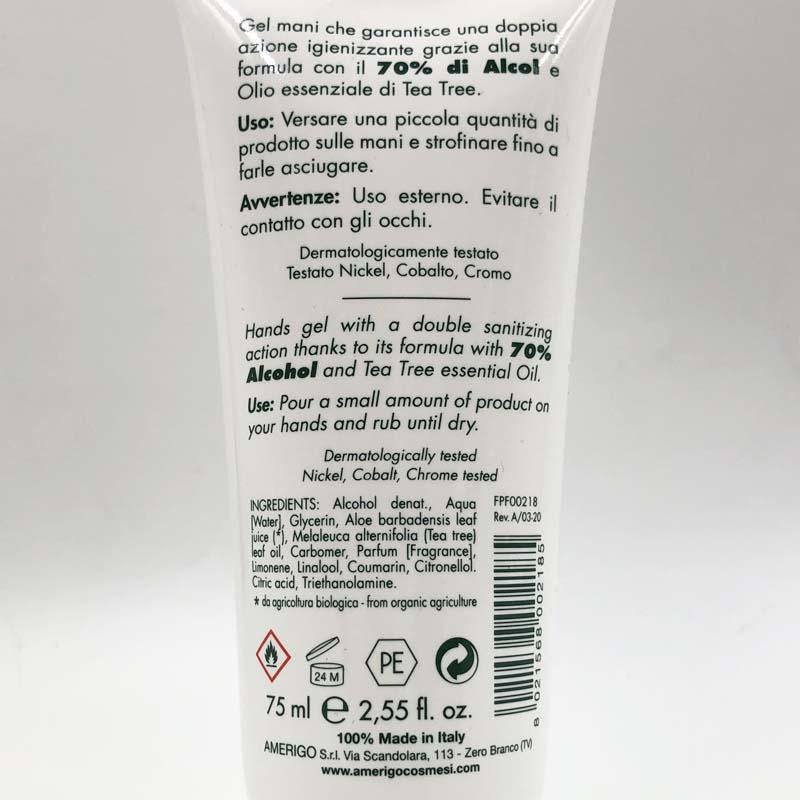 Gel mani che garantisce una doppia
azione igienizzante grazie alla sua
formula con il 70% di Alcol e
Olio essenziale di Tea Tree.
Uso: Versare una piccola quantità di
prodotto sulle mani e strofinare fino a
farle asciugare.
Avvertenze: Uso esterno. Evitare il
contatto con gli occhi.
Dermatologicamente testato
Testato Nickel, Cobalto, Cromo
Hands gel with a double sanitizing
action thanks to its formula with 70%
Alcohol and Tea Tree essential Oil.
Use: Pour a small amount of product on
your hands and rub until dry.
Dermatologically tested
Nickel, Cobalt, Chrome tested
INGREDIENTS: Alcohol denat., Aqua
[Water], Glycerin, Aloe barbadensis leaf
juice (*), Melaleuca alternifolia (Tea tree)
leaf oil, Carbomer, Parfum [Fragrance],
Limonene, Linalool, Coumarin, Citronellol.
Citric acid, Triethanolamine.
* da agricoltura biologica - from organic agriculture
FPF00218
Rev. A/03-20
8 021568 002185
24 M
PE
75 ml e 2,55 fl. oz.
100% Made in Italy
AMERIGO S.r.l. Via Scandolara, 113 - Zero Branco (TV)
www.amerigocosmesi.com